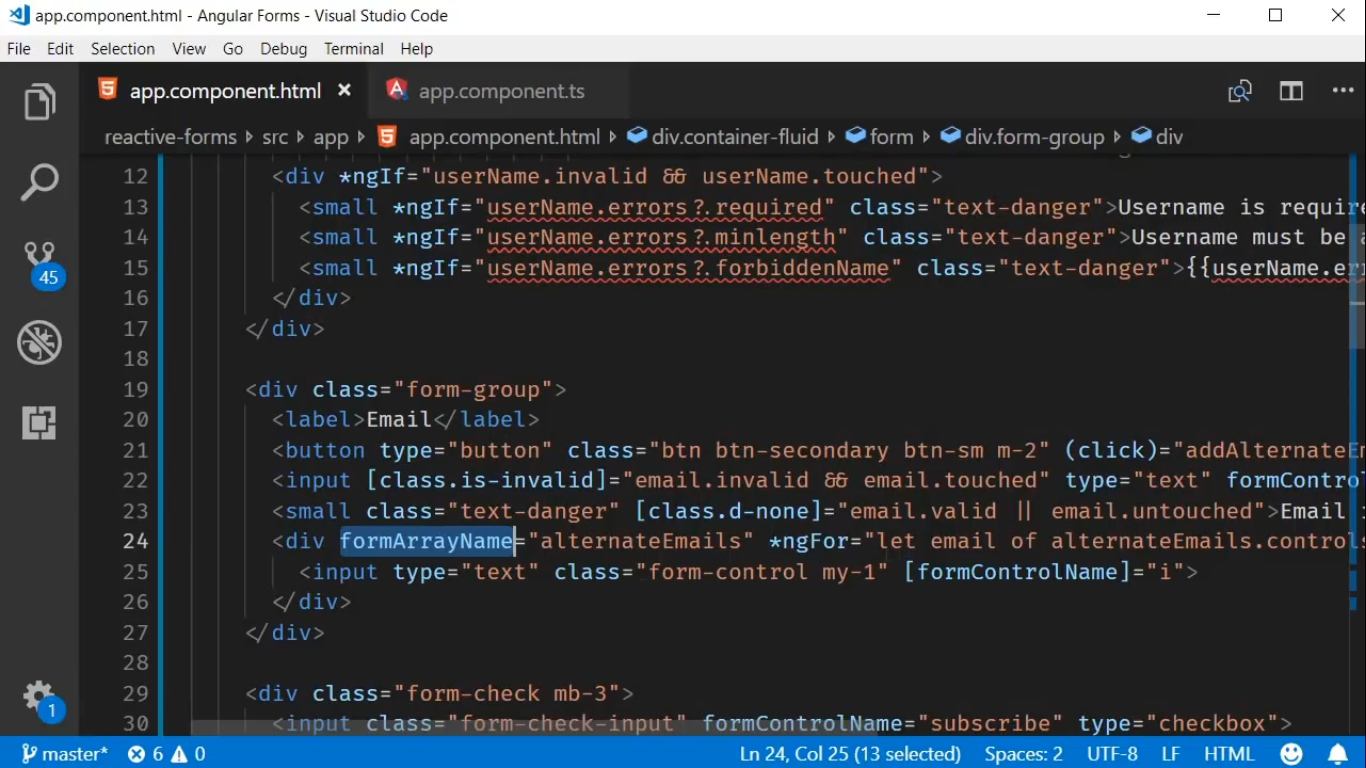 app.component.html - Angular Forms - Visual Studio Code
File Edit Selection View Go Debug Terminal Help
app.component.html app.component.ts
reactive-forms src app app.component.html div.container-fluid form div.form-group div
12 <div *ngIf="userName.invalid && userName.touched">
13 <small *ngIf="userName.errors?.required" class="text-danger">Username is require
14 <small *ngIf="userName.errors?.minlength" class="text-danger">Username must be a
15 <small *ngIf="userName.errors?.forbiddenName" class="text-danger">{{userName.err
16 </div>
17 </div>
18
19 <div class="form-group">
20 <label>Email</label>
21 <button type="button" class="btn btn-secondary btn-sm m-2" (click)="addAlternateEm
22 <input [class.is-invalid]="email.invalid && email.touched" type="text" formContro
23 <small class="text-danger" [class.d-none]="email.valid || email.untouched">Email i
24 <div formArrayName="alternateEmails" *ngFor="let email of alternateEmails.controls
25 <input type="text" class="form-control my-1" [formControlName]="i">
26 </div>
27 </div>
28
29 <div class="form-check mb-3">
30 <input class="form-check-input" formControlName="subscribe" type="checkbox">
45
1
master* 6 0 Ln 24, Col 25 (13 selected) Spaces: 2 UTF-8 LF HTML